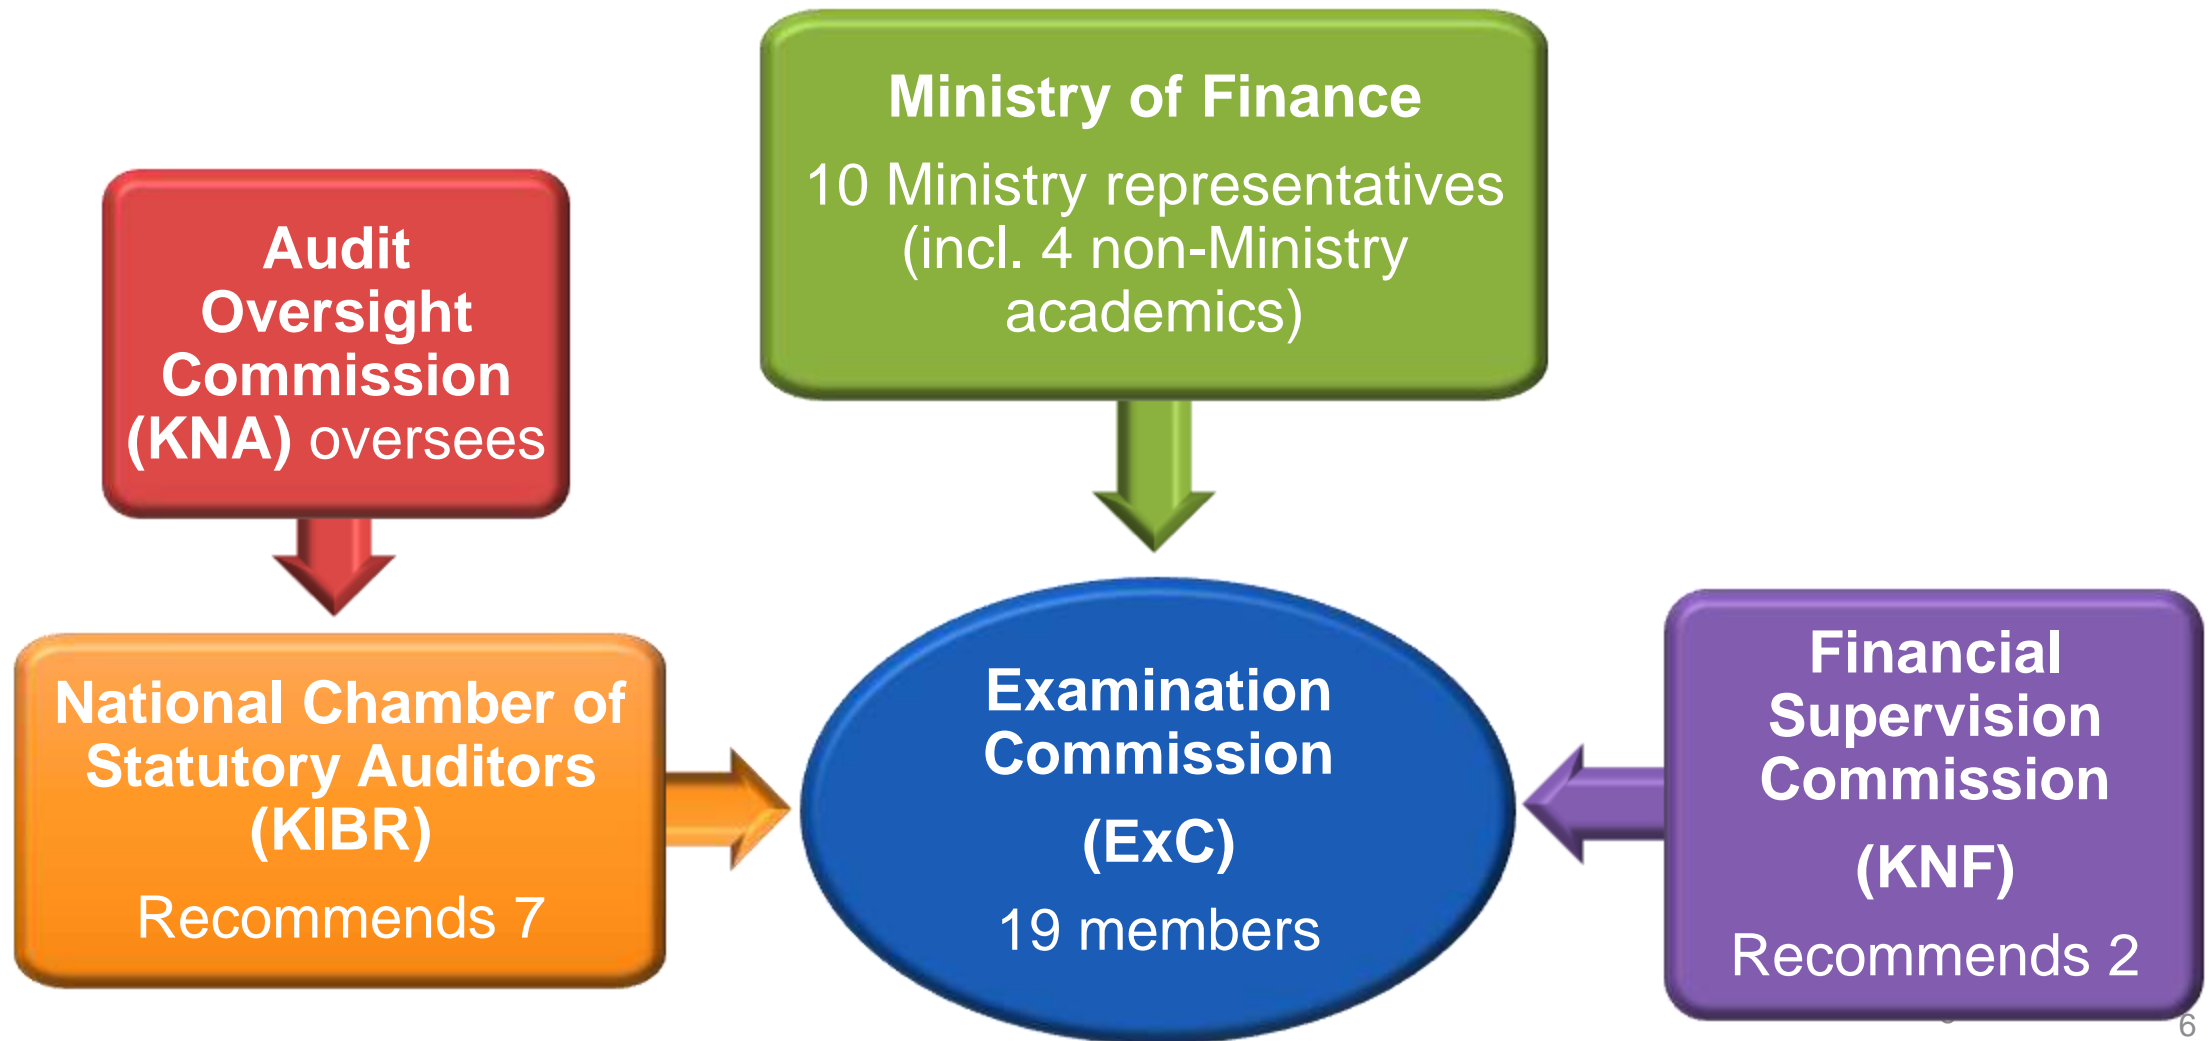 Ministry of Finance
10 Ministry representatives
(incl. 4 non-Ministry
academics)
Audit
Oversight
Commission
(KNA) oversees
National Chamber of
Statutory Auditors
(KIBR)
Recommends 7
Examination
Commission
(ExC)
19 members
Financial
Supervision
Commission
(KNF)
Recommends 2
6